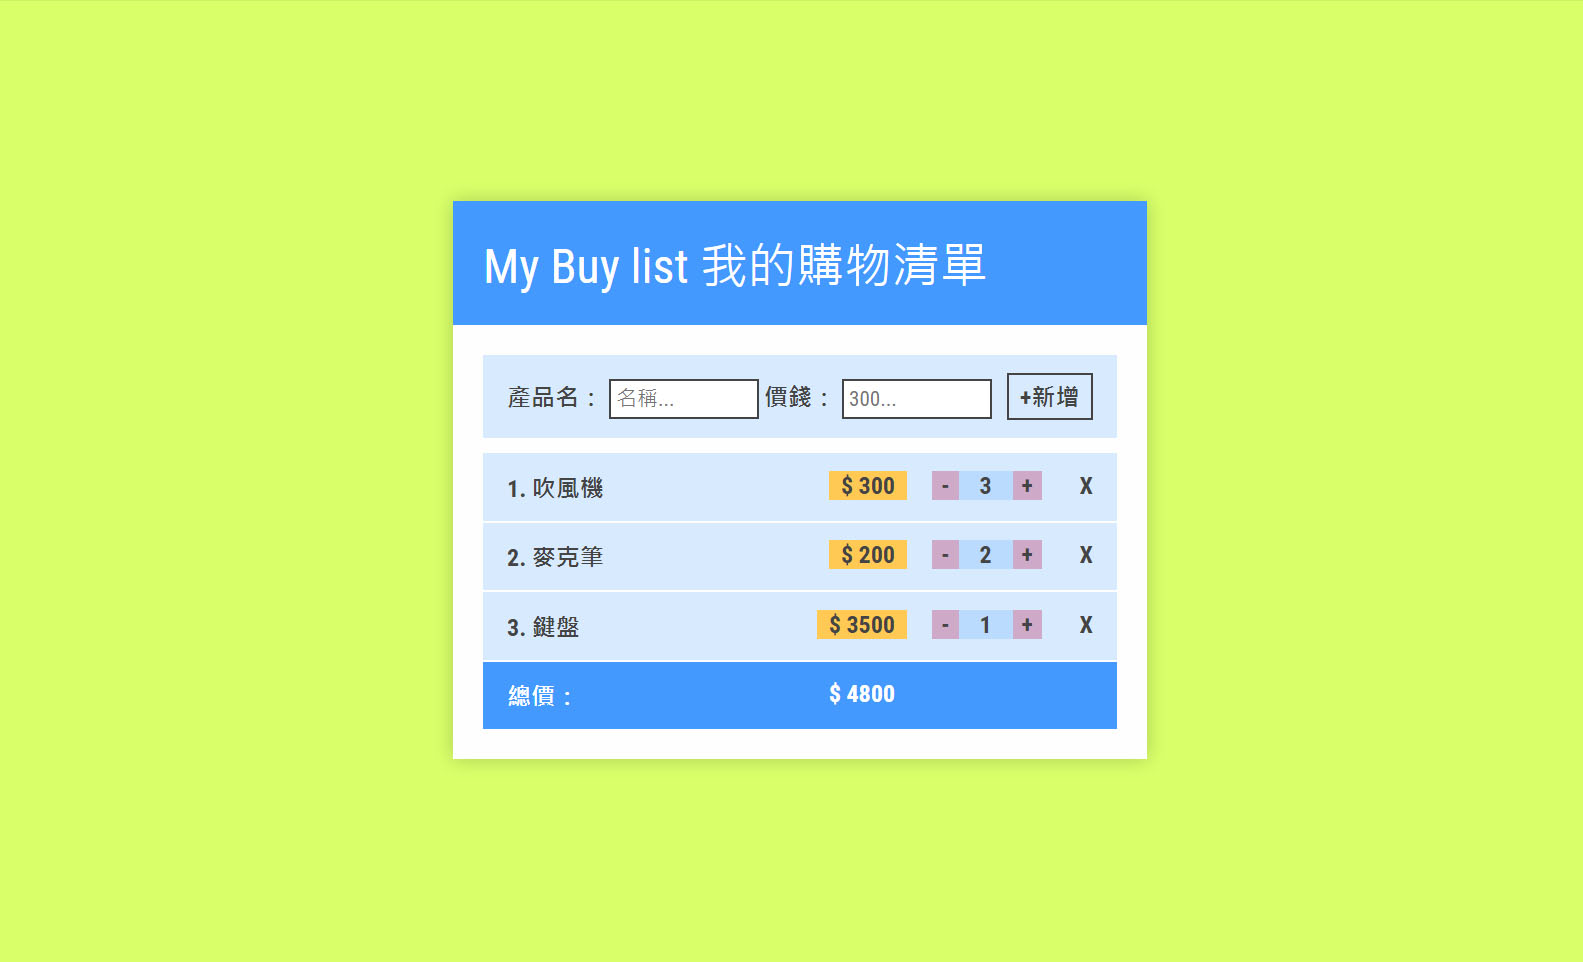 My Buy list 我的購物清單
產品名： 名稱... 價錢： 300... +新增
1. 吹風機 $ 300 - 3 + X
2. 麥克筆 $ 200 - 2 + X
3. 鍵盤 $ 3500 - 1 + X
總價： $ 4800